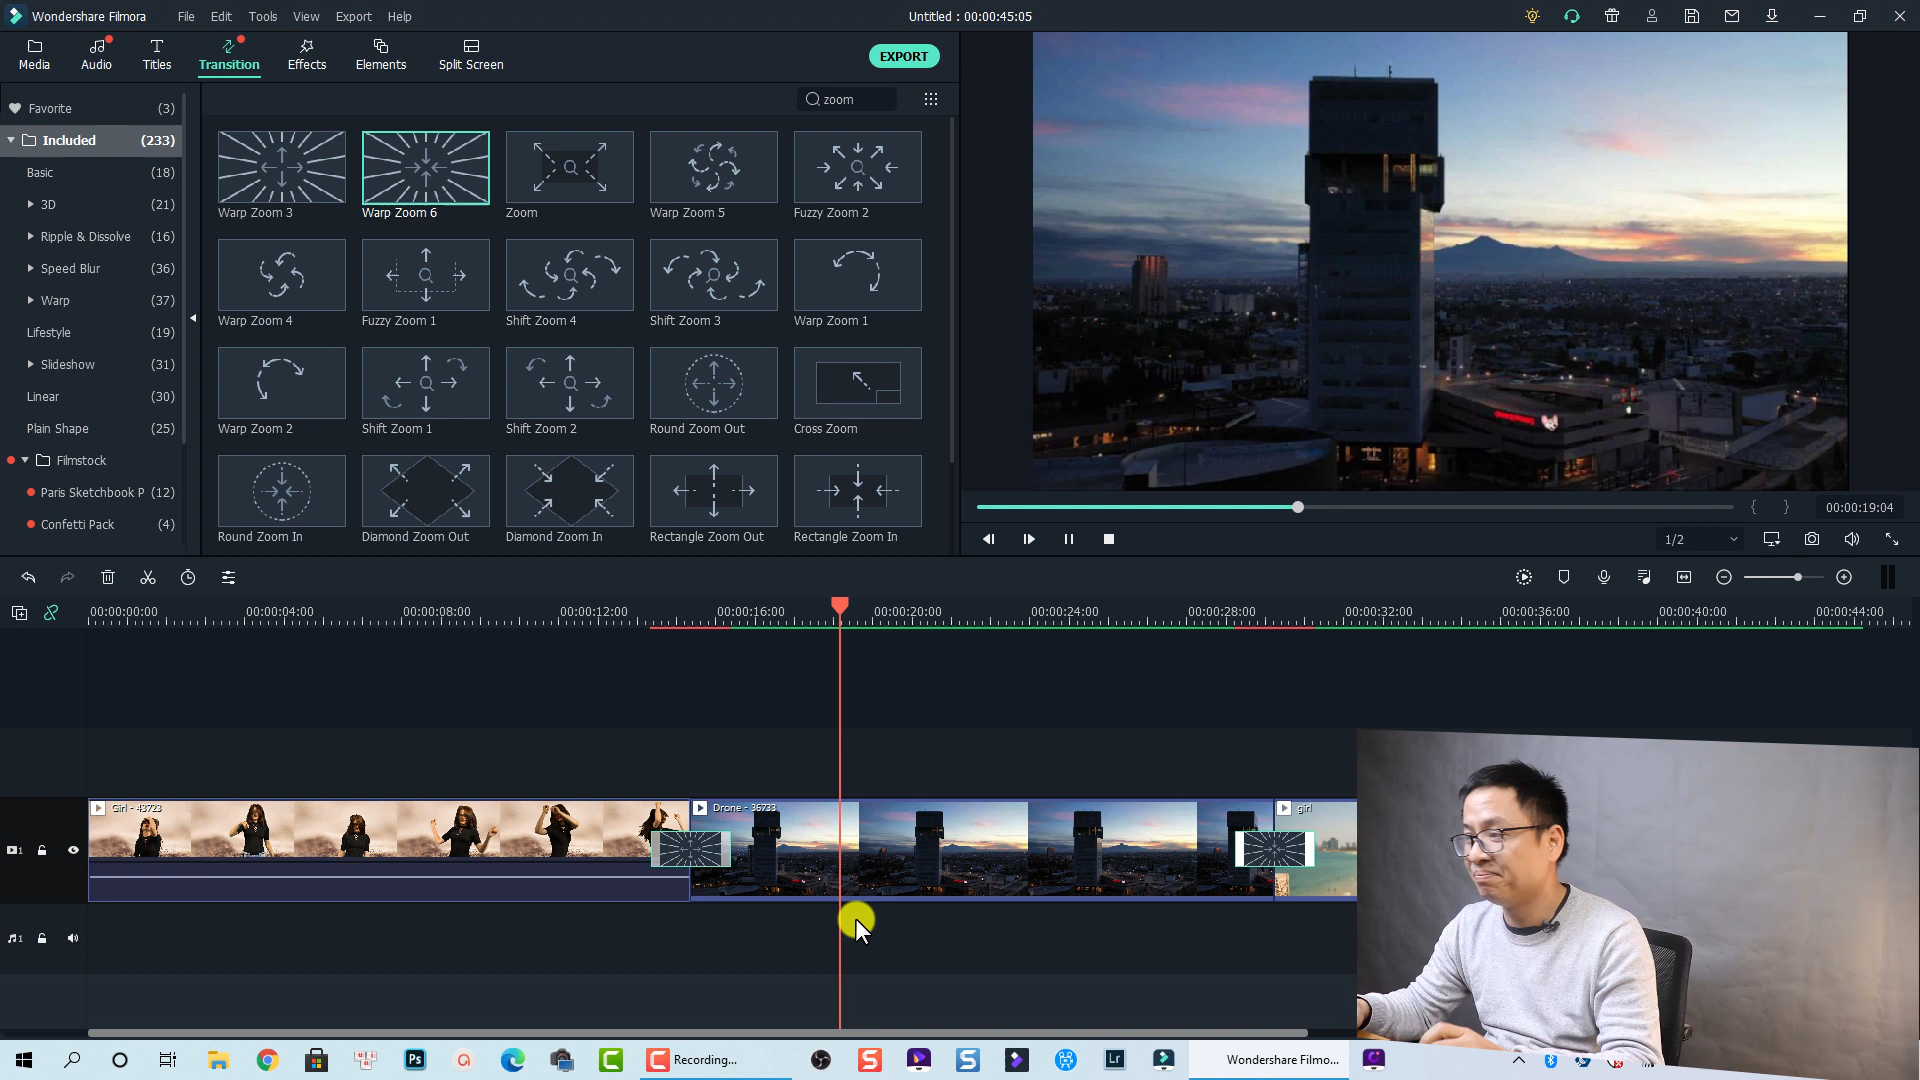 Wondershare Filmora File Edit Tools View Export Help Untitled : 00:00:45:05
Media Audio Titles Transition Effects Elements Split Screen EXPORT
Favorite (3)
Included (233)
Basic (18)
3D (21)
Ripple & Dissolve (16)
Speed Blur (36)
Warp (37)
Lifestyle (19)
Slideshow (31)
Linear (30)
Plain Shape (25)
Filmstock
Paris Sketchbook P (12)
Confetti Pack (4)
zoom
Warp Zoom 3 Warp Zoom 6 Zoom Warp Zoom 5 Fuzzy Zoom 2
Warp Zoom 4 Fuzzy Zoom 1 Shift Zoom 4 Shift Zoom 3 Warp Zoom 1
Warp Zoom 2 Shift Zoom 1 Shift Zoom 2 Round Zoom Out Cross Zoom
Round Zoom In Diamond Zoom Out Diamond Zoom In Rectangle Zoom Out Rectangle Zoom In
{ } 00:00:19:04
1/2
00:00:00:00 00:00:04:00 00:00:08:00 00:00:12:00 00:00:16:00 00:00:20:00 00:00:24:00 00:00:28:00 00:00:32:00 00:00:36:00 00:00:40:00 00:00:44:00
Girl - 43723 Drone - 36733 girl
1
1
Ps Recording... Lr Wondershare Filmo...